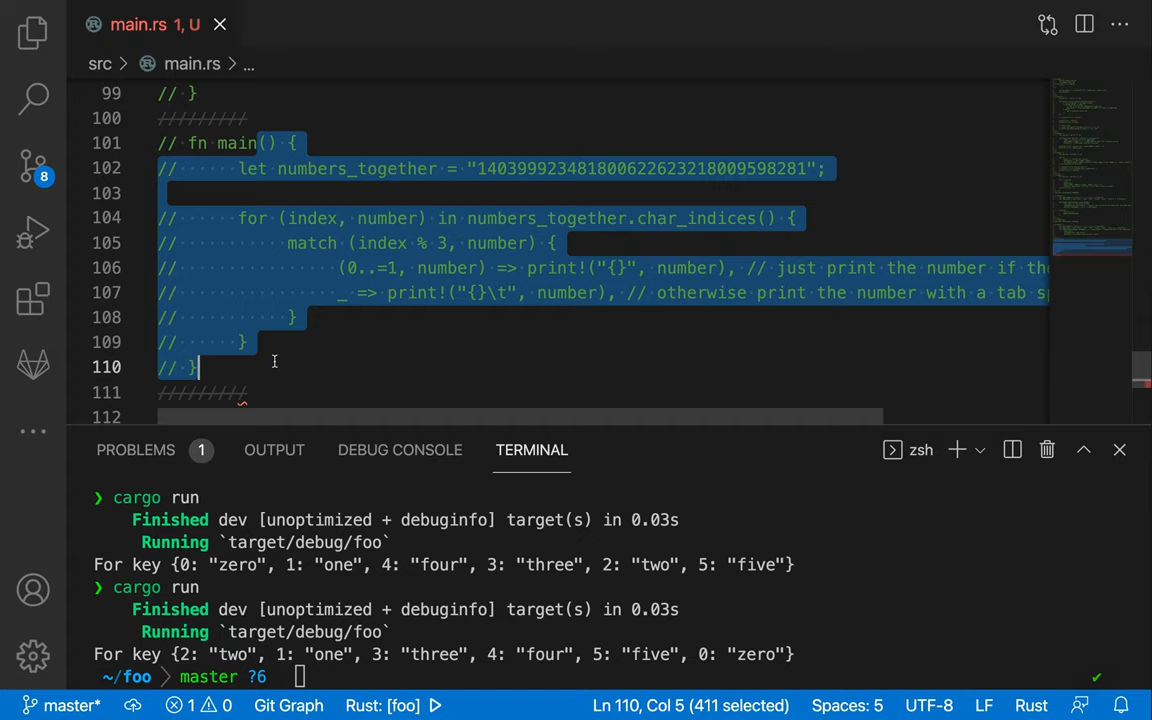 main.rs 1, U
src > main.rs > ...
99 // }
100 /////////
101 // fn main() {
102 //      let numbers_together = "140399923481800622623218009598281";
103
104 //      for (index, number) in numbers_together.char_indices() {
105 //           match (index % 3, number) {
106 //                (0..=1, number) => print!("{}", number), // just print the number if the
107 //                _ => print!("{}\t", number), // otherwise print the number with a tab
108 //           }
109 //      }
110 // }
111 /////////
112
8
PROBLEMS 1 OUTPUT DEBUG CONSOLE TERMINAL zsh
❯ cargo run
Finished dev [unoptimized + debuginfo] target(s) in 0.03s
Running `target/debug/foo`
For key {0: "zero", 1: "one", 4: "four", 3: "three", 2: "two", 5: "five"}
❯ cargo run
Finished dev [unoptimized + debuginfo] target(s) in 0.03s
Running `target/debug/foo`
For key {2: "two", 1: "one", 3: "three", 4: "four", 5: "five", 0: "zero"}
~/foo > master ?6
master* 1 0 Git Graph Rust: [foo] Ln 110, Col 5 (411 selected) Spaces: 5 UTF-8 LF Rust